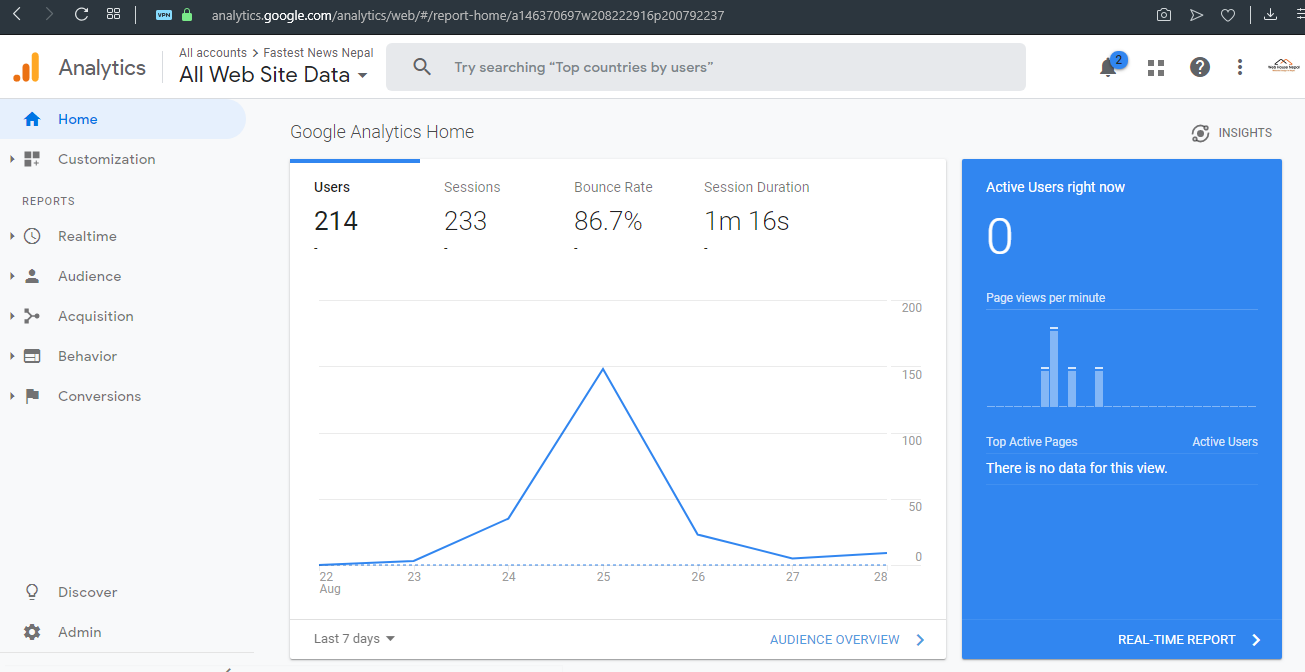 VPN
analytics.google.com/analytics/web/#/report-home/a146370697w208222916p200792237
Analytics
All accounts > Fastest News Nepal
All Web Site Data
Try searching “Top countries by users”
2
Home
Customization
REPORTS
Realtime
Audience
Acquisition
Behavior
Conversions
Discover
Admin
Google Analytics Home
INSIGHTS
Users Sessions Bounce Rate Session Duration
214 233 86.7% 1m 16s
- - - -
200
150
100
50
0
22 23 24 25 26 27 28
Aug
Last 7 days
AUDIENCE OVERVIEW
Active Users right now
0
Page views per minute
Top Active Pages Active Users
There is no data for this view.
REAL-TIME REPORT